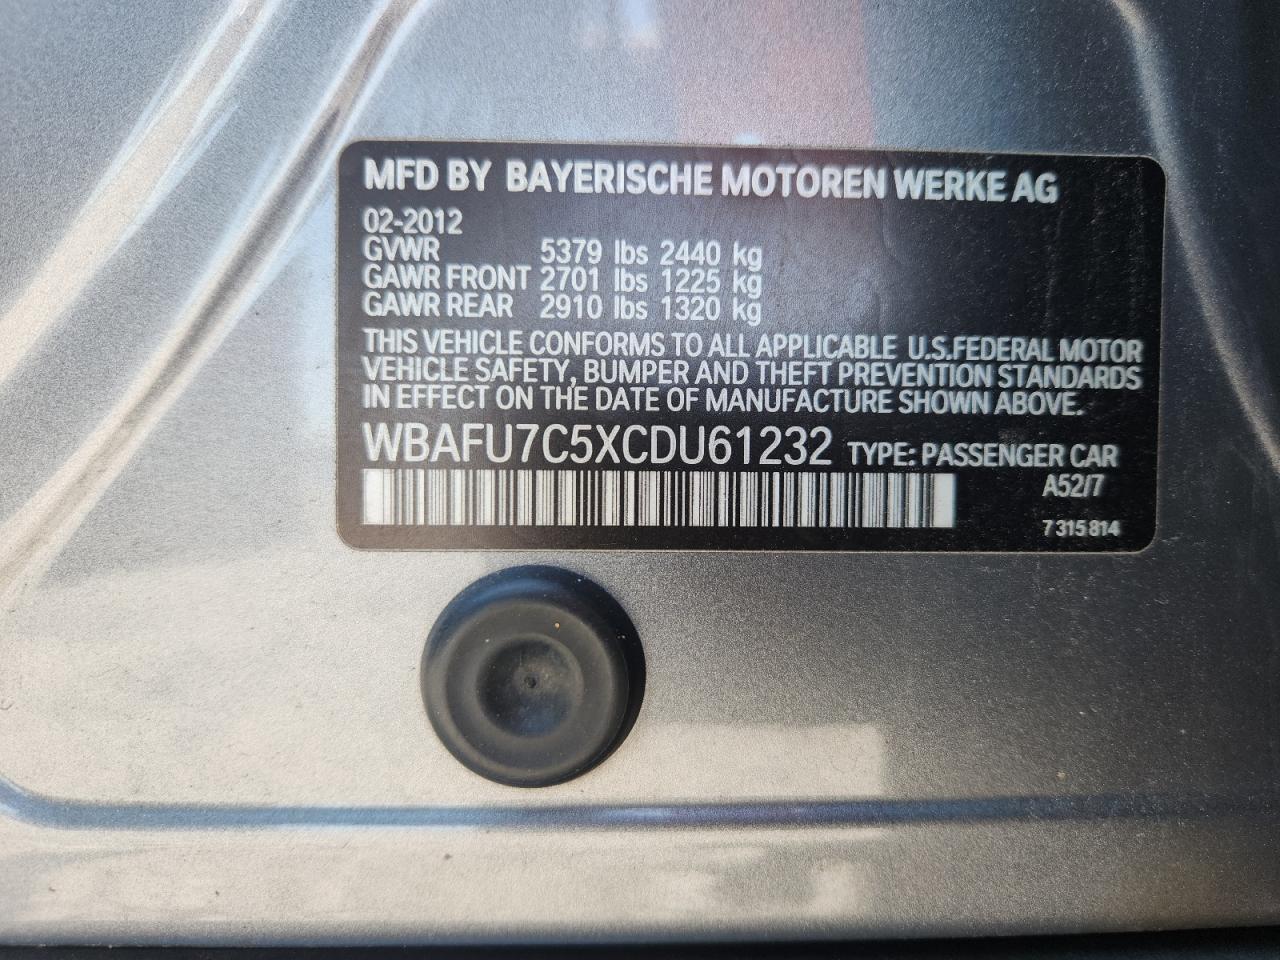 MFD BY BAYERISCHE MOTOREN WERKE AG
02-2012
GVWR 5379 lbs 2440 kg
GAWR FRONT 2701 lbs 1225 kg
GAWR REAR 2910 lbs 1320 kg
THIS VEHICLE CONFORMS TO ALL APPLICABLE U.S.FEDERAL MOTOR
VEHICLE SAFETY, BUMPER AND THEFT PREVENTION STANDARDS
IN EFFECT ON THE DATE OF MANUFACTURE SHOWN ABOVE.
WBAFU7C5XCDU61232 TYPE: PASSENGER CAR
A52/7
7 315 814